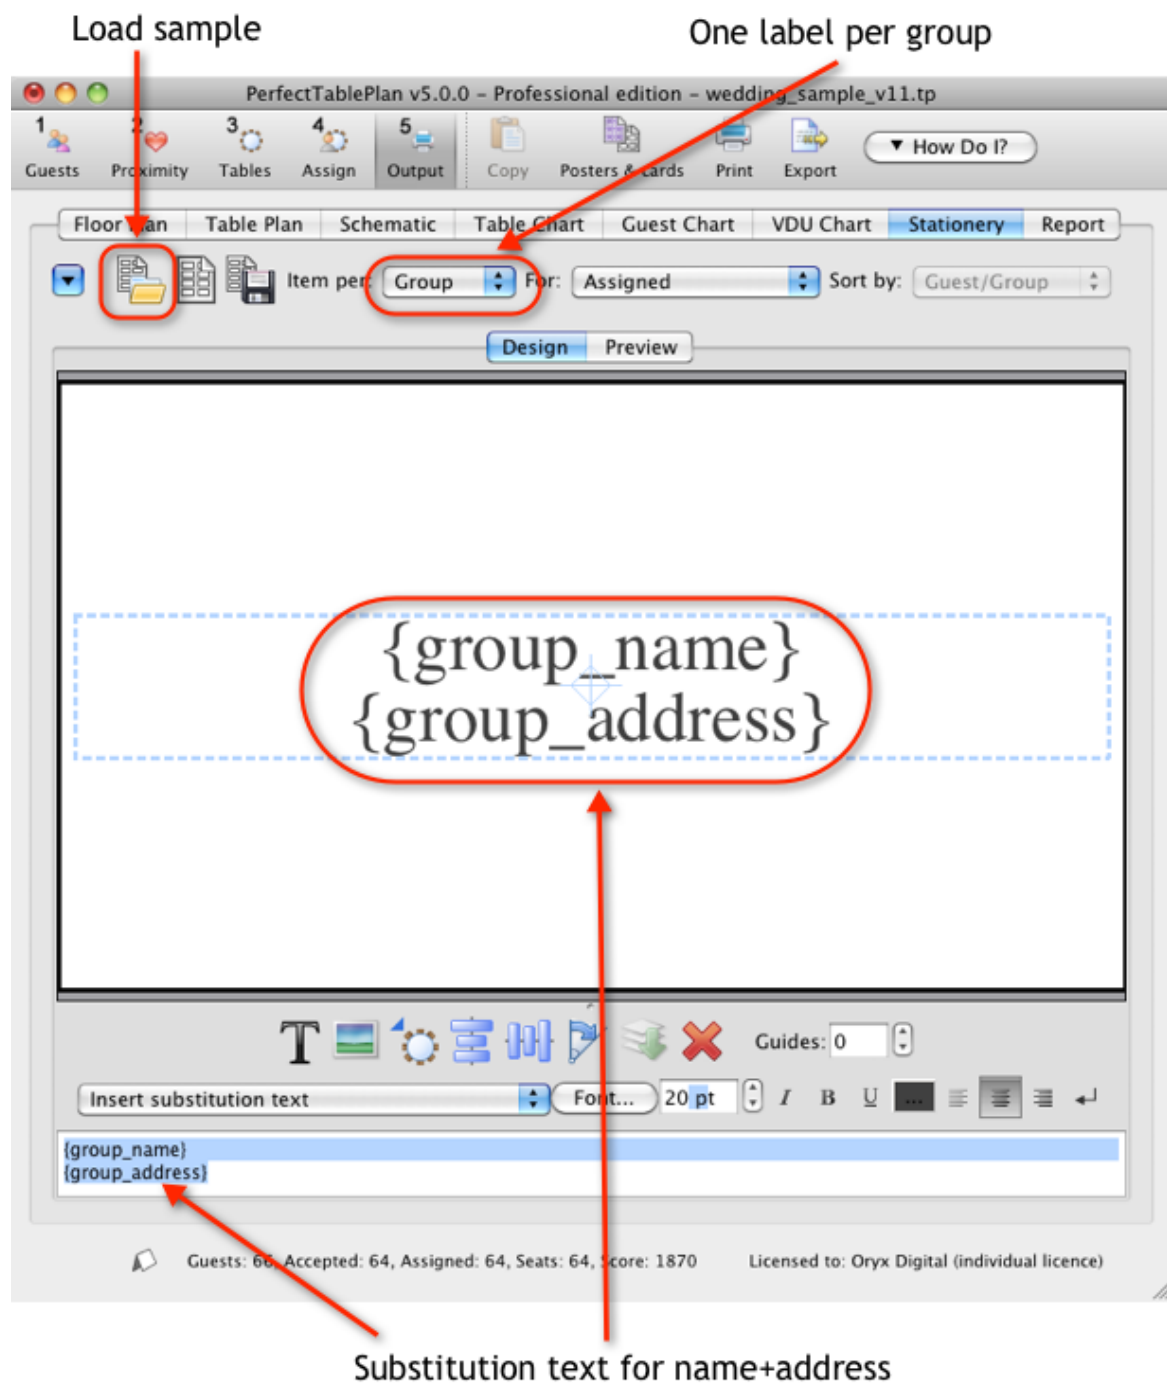 Load sample
One label per group
PerfectTablePlan v5.0.0 – Professional edition – wedding_sample_v11.tp
1 2 3 4 5
Guests Proximity Tables Assign Output Copy Posters & cards Print Export ▼ How Do I?
Floor Plan Table Plan Schematic Table Chart Guest Chart VDU Chart Stationery Report
Item per: Group For: Assigned Sort by: Guest/Group
Design Preview
{group_name}
{group_address}
T Guides: 0
Insert substitution text Font... 20 pt I B U ...
{group_name}
{group_address}
Guests: 66, Accepted: 64, Assigned: 64, Seats: 64, Score: 1870 Licensed to: Oryx Digital (individual licence)
Substitution text for name+address